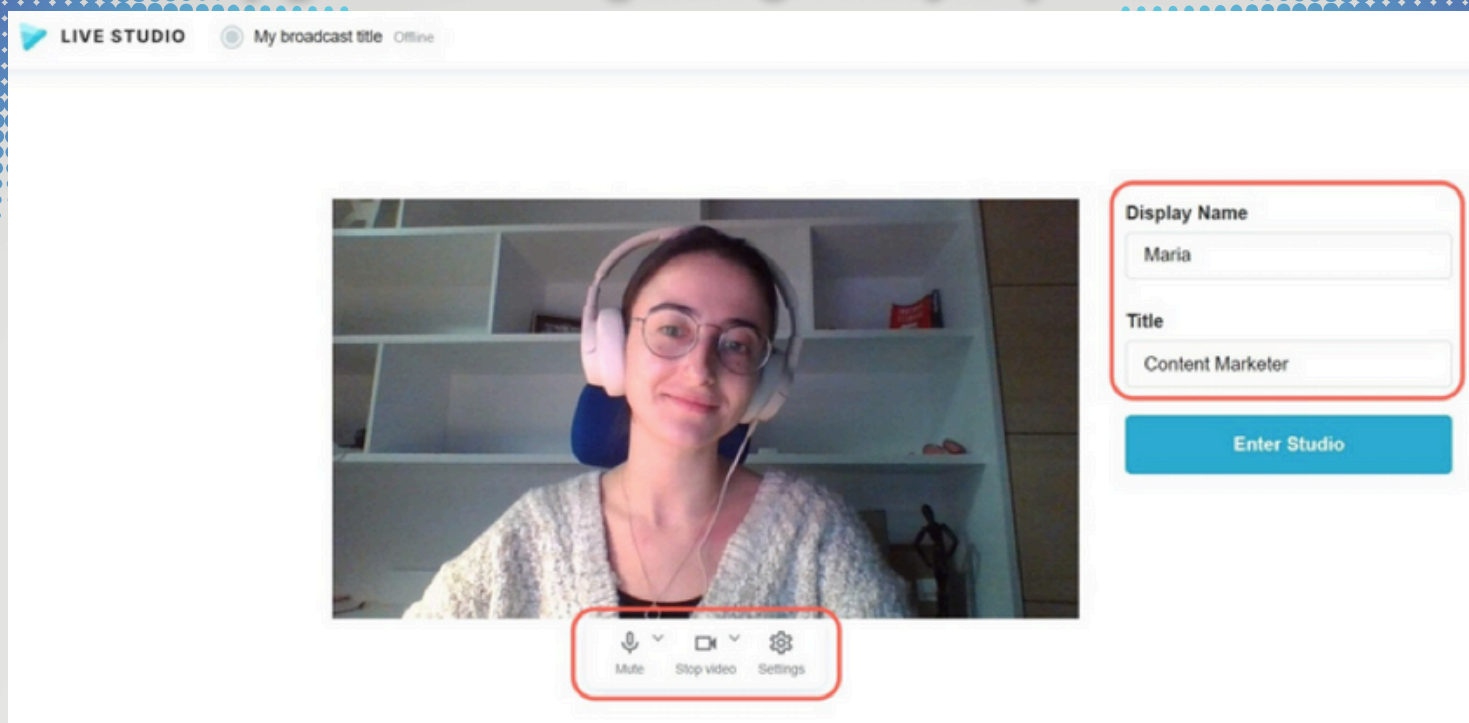 LIVE STUDIO
My broadcast title Offline
Display Name
Maria
Title
Content Marketer
Enter Studio
Mute
Stop video
Settings